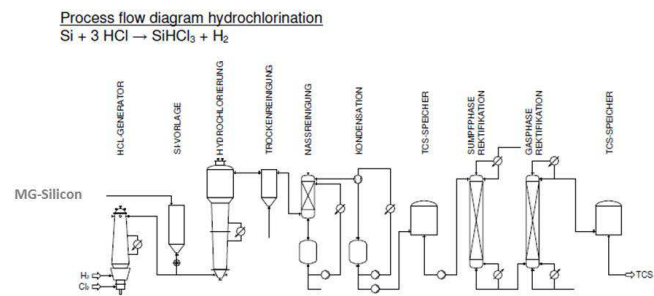 Process flow diagram hydrochlorination
Si + 3 HCl → SiHCl₃ + H₂
HCL-GENERATOR
SI-VORLAGE
HYDROCHLORIERUNG
TROCKENREINIGUNG
NASSREINIGUNG
KONDENSATION
TCS-SPEICHER
SUMPFPHASE
REKTIFIKATION
GASPHASE
REKTIFIKATION
TCS-SPEICHER
MG-Silicon
H₂
Cl₂
TCS